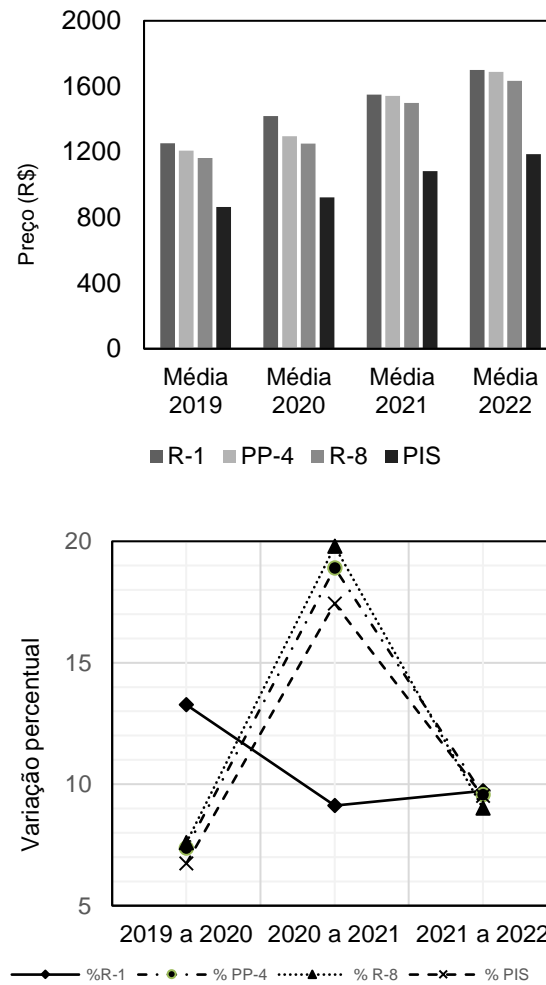 2000
1600
1200
800
400
0
Preço (R$)
Média 2019
Média 2020
Média 2021
Média 2022
R-1 PP-4 R-8 PIS
20
15
10
5
Variação percentual
2019 a 2020 2020 a 2021 2021 a 2022
%R-1 % PP-4 % R-8 % PIS